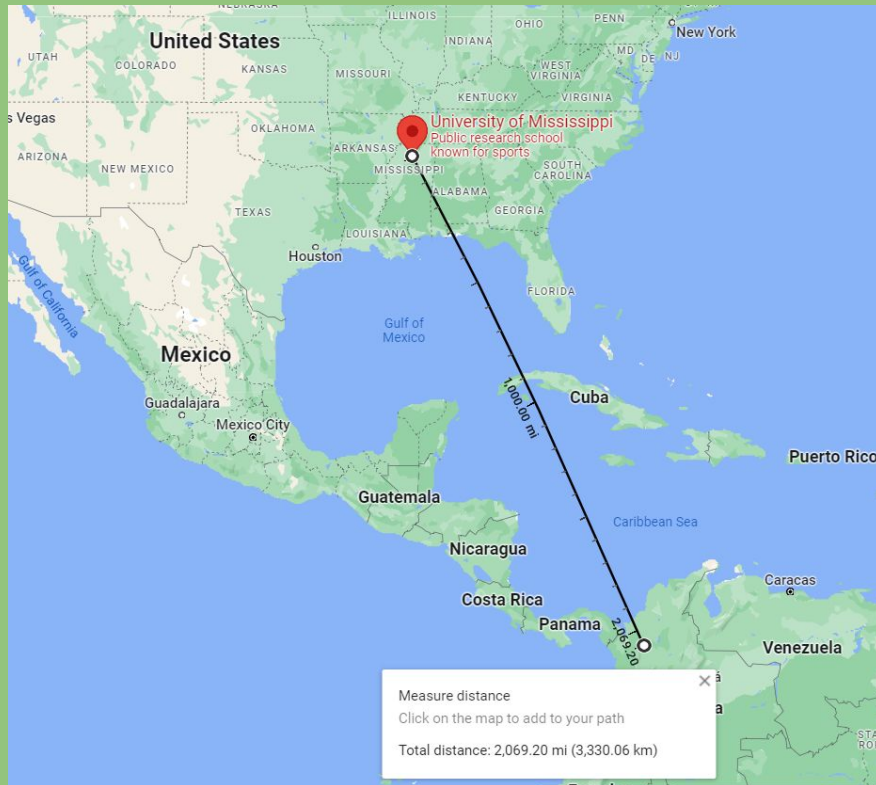 ILLINOIS
OHIO
PENN
New York
United States
INDIANA
MD
DE
NJ
UTAH
COLORADO
KANSAS
MISSOURI
WEST
VIRGINIA
KENTUCKY
VIRGINIA
s Vegas
University of Mississippi
Public research school
known for sports
OKLAHOMA
ARKANSAS
ARIZONA
NEW MEXICO
MISSISSIPPI
SOUTH
CAROLINA
ALABAMA
TEXAS
GEORGIA
LOUISIANA
Houston
Gulf of California
FLORIDA
Gulf of
Mexico
Mexico
1,000.00 mi
Cuba
Guadalajara
Mexico City
Puerto Rico
Guatemala
Caribbean Sea
Nicaragua
Caracas
Costa Rica
Panama
2,069.20
Venezuela
Measure distance
Click on the map to add to your path
Total distance: 2,069.20 mi (3,330.06 km)
á
a